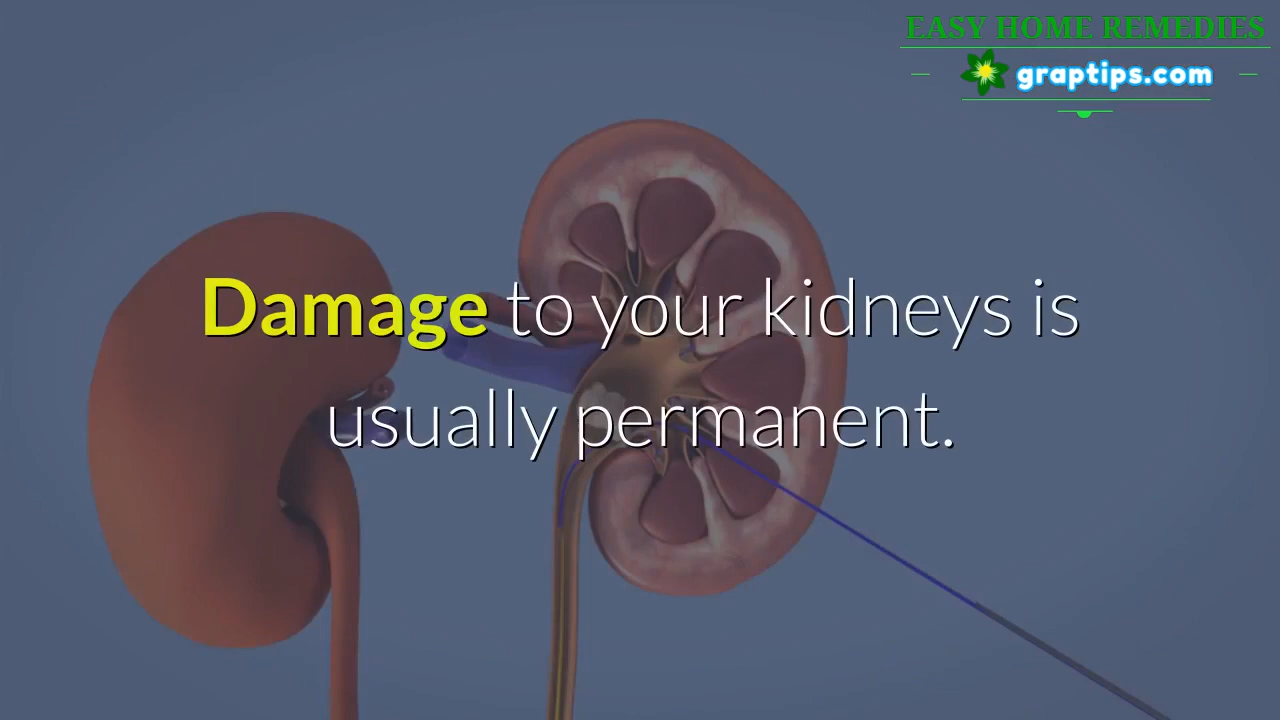 EASY HOME REMEDIES
graptips.com
Damage to your kidneys is
usually permanent.